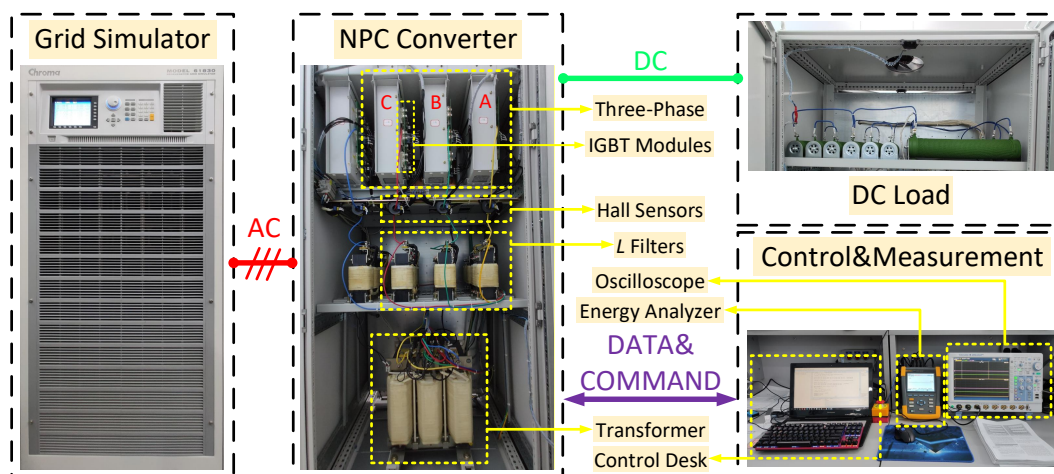 Grid Simulator
NPC Converter
DC
Chroma
C
B
A
Three-Phase
IGBT Modules
DC Load
Hall Sensors
AC
L Filters
Control&Measurement
Oscilloscope
Energy Analyzer
DATA&
COMMAND
Transformer
Control Desk